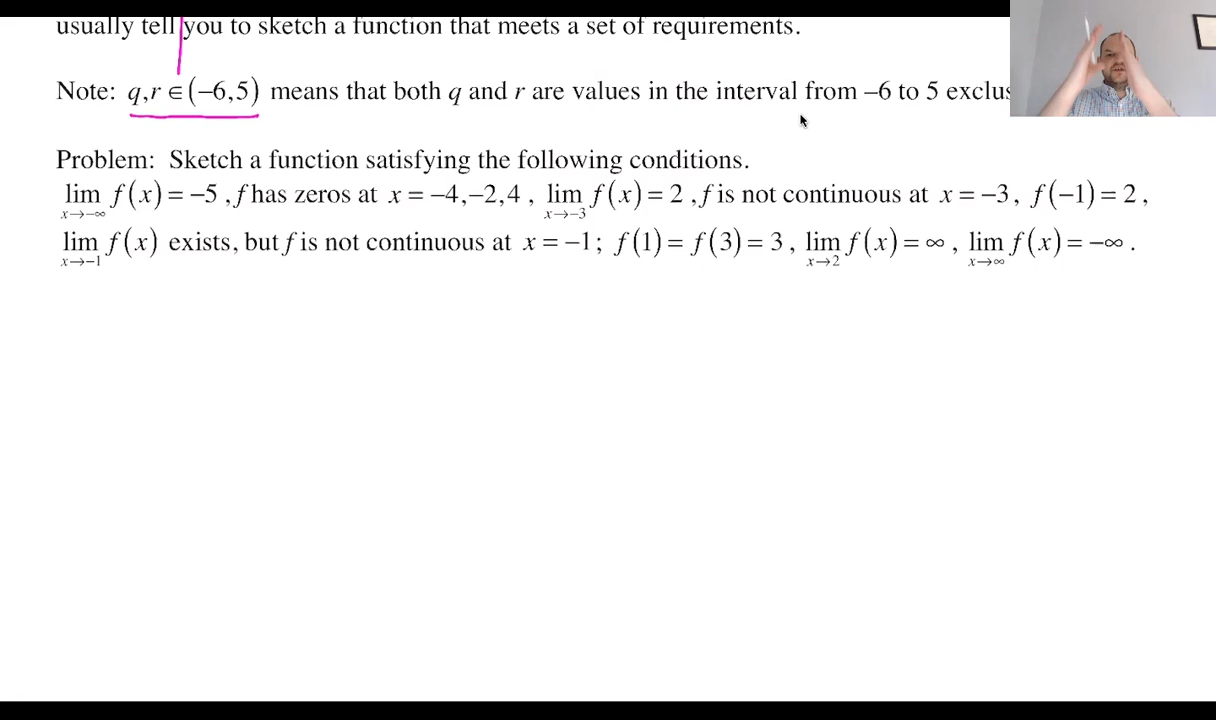 usually tell you to sketch a function that meets a set of requirements.
Note: q,r ∈ (−6,5) means that both q and r are values in the interval from −6 to 5
Problem: Sketch a function satisfying the following conditions.
lim x→−∞ f(x) = −5 , f has zeros at x = −4,−2,4 , lim x→−3 f(x) = 2 , f is not continuous at x = −3, f(−1) = 2,
lim x→−1 f(x) exists, but f is not continuous at x = −1; f(1) = f(3) = 3, lim x→2 f(x) = ∞ , lim x→∞ f(x) = −∞ .